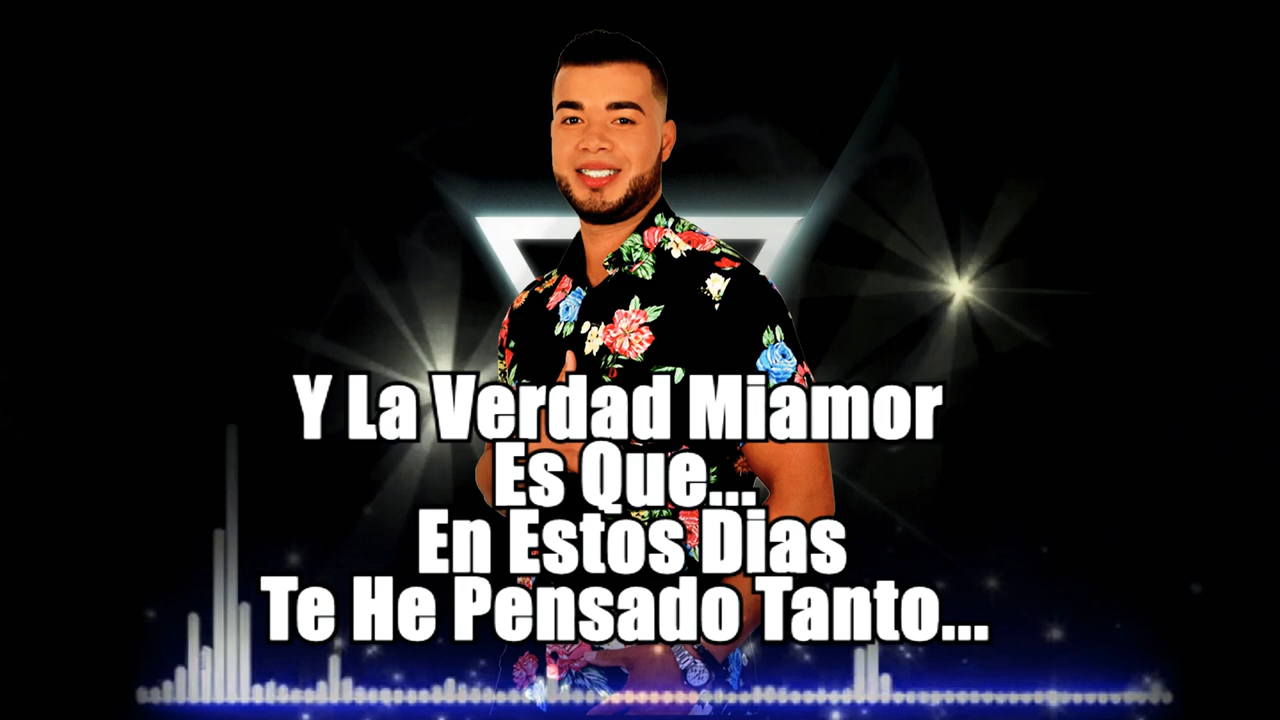 Y La Verdad Miamor
Es Que...
En Estos Dias
Te He Pensado Tanto...